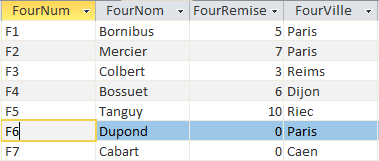 FourNum FourNom FourRemise FourVille
F1 Bornibus 5 Paris
F2 Mercier 7 Paris
F3 Colbert 3 Reims
F4 Bossuet 6 Dijon
F5 Tanguy 10 Riec
F6 Dupond 0 Paris
F7 Cabart 0 Caen